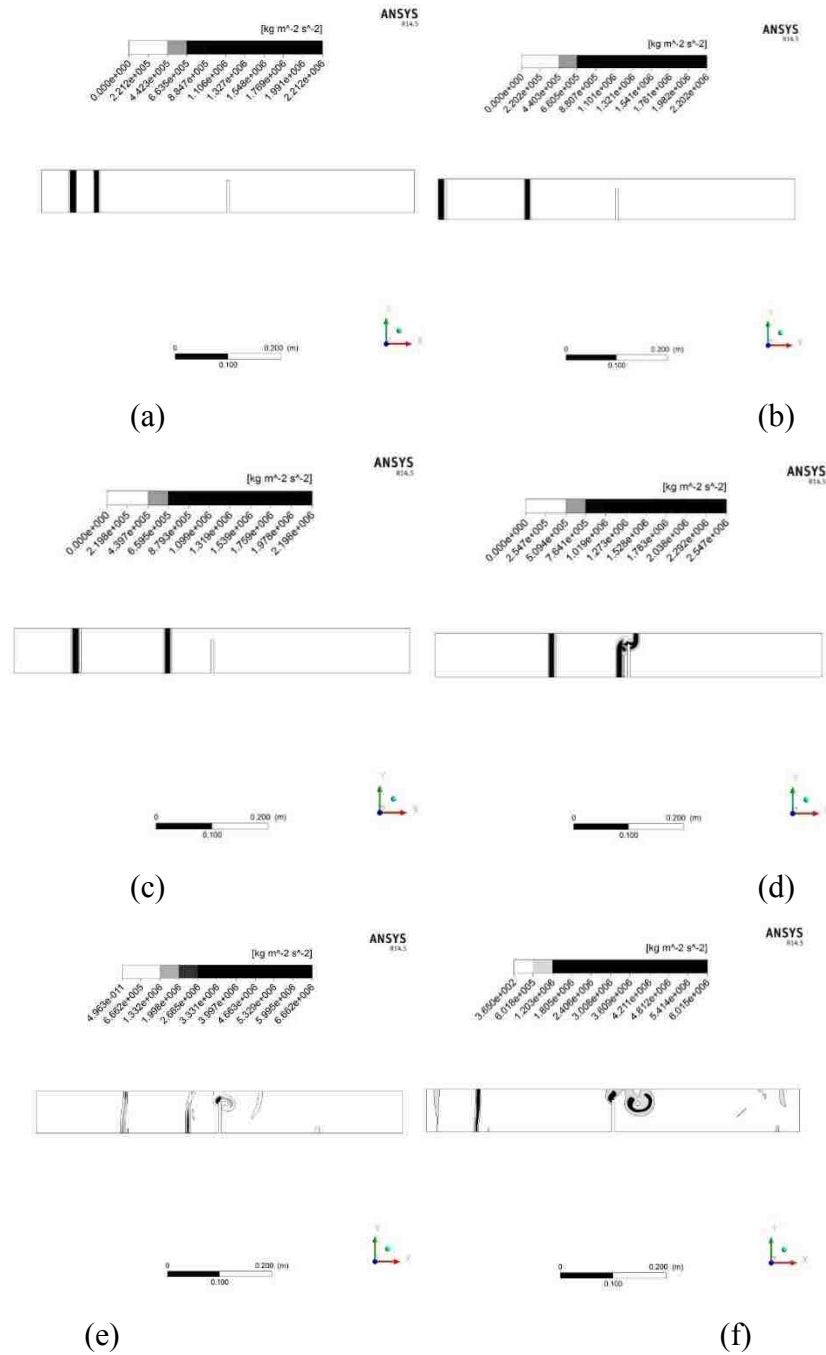 ANSYS
R14.5
[kg m^-2 s^-2]
0.000e+000
2.212e+005
4.423e+005
6.635e+005
8.847e+005
1.106e+006
1.327e+006
1.548e+006
1.769e+006
1.991e+006
2.212e+006
0
0.200 (m)
0.100
(a)
ANSYS
R14.5
[kg m^-2 s^-2]
0.000e+000
2.202e+005
4.403e+005
6.605e+005
8.807e+005
1.101e+006
1.321e+006
1.541e+006
1.761e+006
1.982e+006
2.202e+006
0
0.200 (m)
0.100
(b)
ANSYS
R14.5
[kg m^-2 s^-2]
0.000e+000
2.198e+005
4.397e+005
6.595e+005
8.793e+005
1.099e+006
1.319e+006
1.539e+006
1.759e+006
1.978e+006
2.198e+006
Y
X
0
0.200 (m)
0.100
(c)
ANSYS
R14.5
[kg m^-2 s^-2]
0.000e+000
2.547e+005
5.094e+005
7.641e+005
1.019e+006
1.273e+006
1.528e+006
1.783e+006
2.038e+006
2.292e+006
2.547e+006
0
0.200 (m)
0.100
(d)
ANSYS
R14.5
[kg m^-2 s^-2]
4.963e-011
6.662e+005
1.332e+006
1.998e+006
2.665e+006
3.331e+006
3.997e+006
4.663e+006
5.329e+006
5.995e+006
6.662e+006
0
0.200 (m)
0.100
(e)
ANSYS
R14.5
[kg m^-2 s^-2]
3.650e+002
6.018e+005
1.203e+006
1.805e+006
2.406e+006
3.008e+006
3.609e+006
4.211e+006
4.812e+006
5.414e+006
6.015e+006
0
0.200 (m)
0.100
(f)